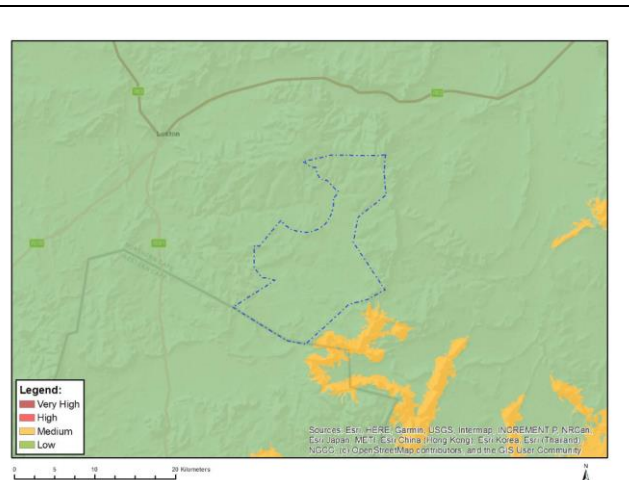 Loxton
Legend:
Very High
High
Medium
Low
Sources: Esri, HERE, Garmin, USGS, Intermap, INCREMENT P, NRCan,
Esri Japan, METI, Esri China (Hong Kong), Esri Korea, Esri (Thailand),
NGCC, (c) OpenStreetMap contributors, and the GIS User Community
0 5 10 20 Kilometers
N